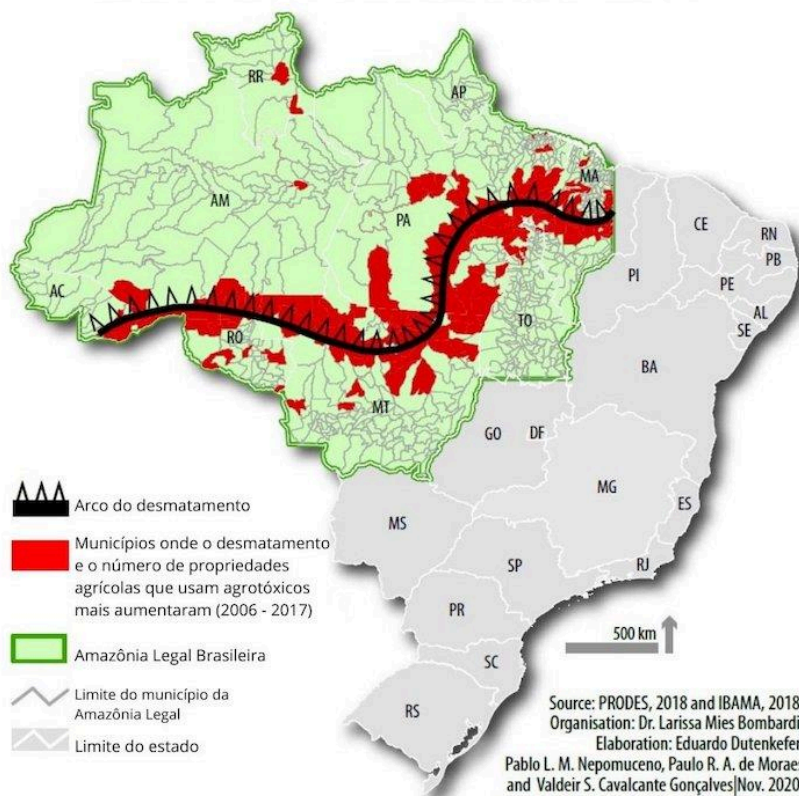 RR
AP
AM
PA
MA
CE
RN
PB
PI
PE
AC
AL
SE
RO
TO
BA
MT
GO
DF
MG
ES
MS
SP
RJ
PR
SC
RS
Arco do desmatamento
Municípios onde o desmatamento
e o número de propriedades
agrícolas que usam agrotóxicos
mais aumentaram (2006 - 2017)
Amazônia Legal Brasileira
Limite do município da
Amazônia Legal
Limite do estado
500 km
Source: PRODES, 2018 and IBAMA, 2018
Organisation: Dr. Larissa Mies Bombardi
Elaboration: Eduardo Dutenkefer
Pablo L. M. Nepomuceno, Paulo R. A. de Moraes
and Valdeir S. Cavalcante Gonçalves|Nov. 2020